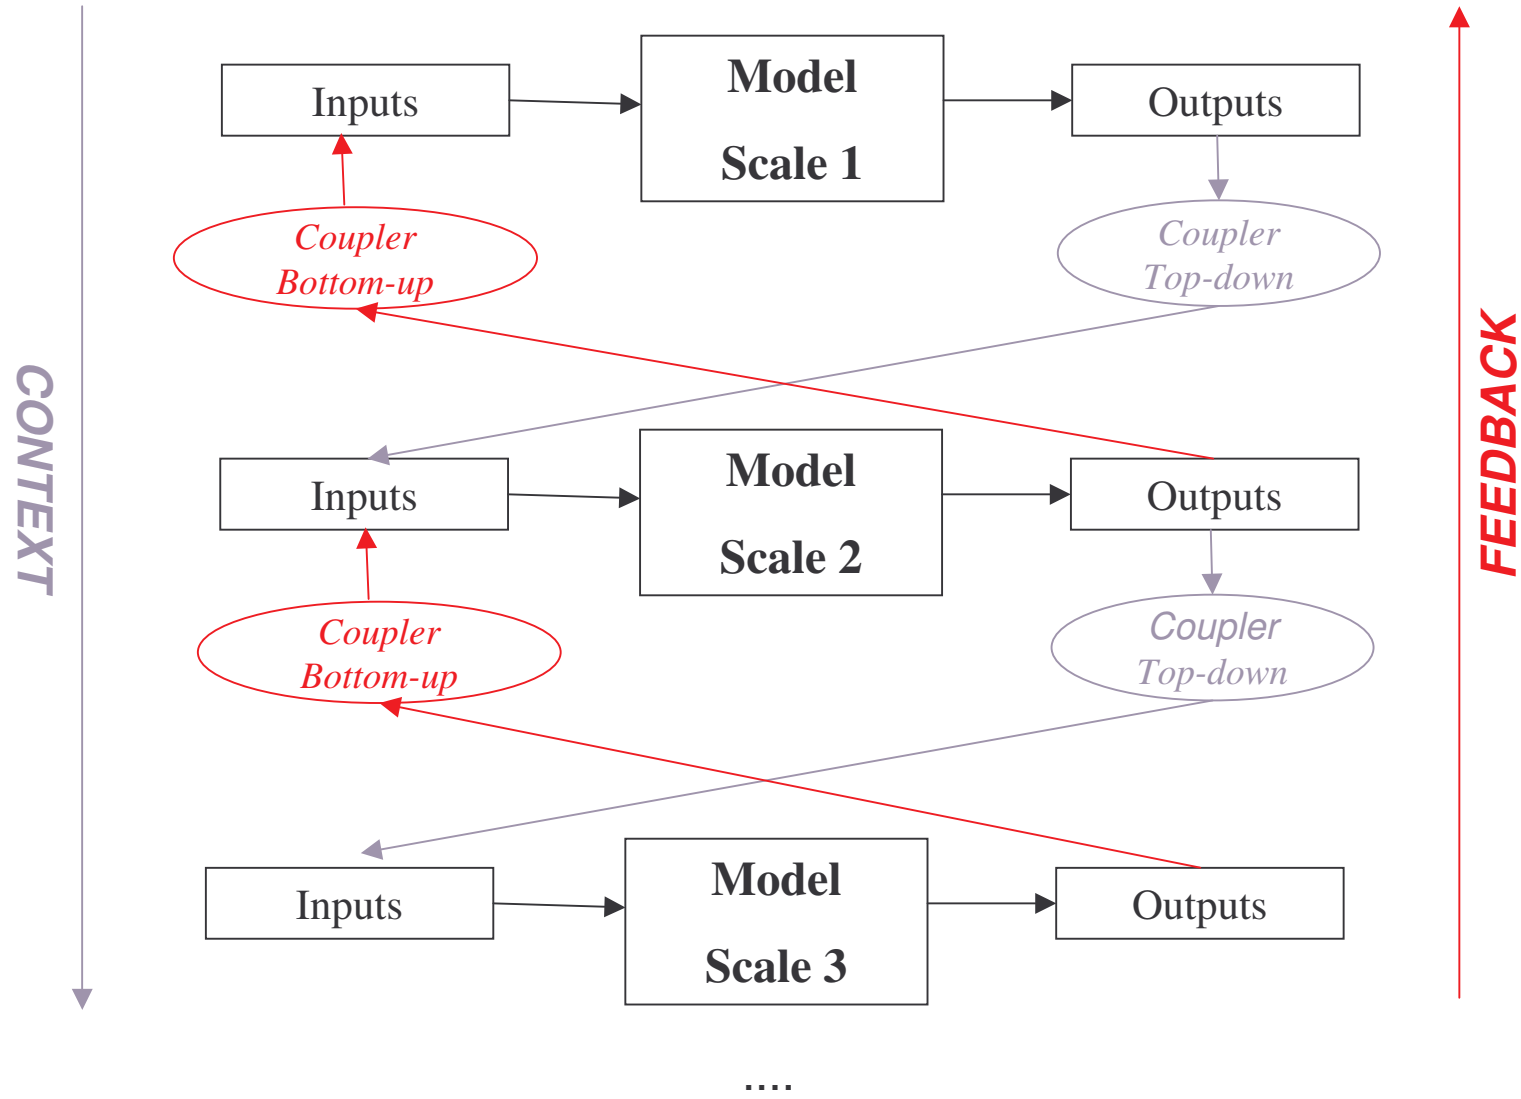 Inputs
Model
Scale 1
Outputs
Coupler
Bottom-up
Coupler
Top-down
CONTEXT
FEEDBACK
Inputs
Model
Scale 2
Outputs
Coupler
Bottom-up
Coupler
Top-down
Inputs
Model
Scale 3
Outputs
....